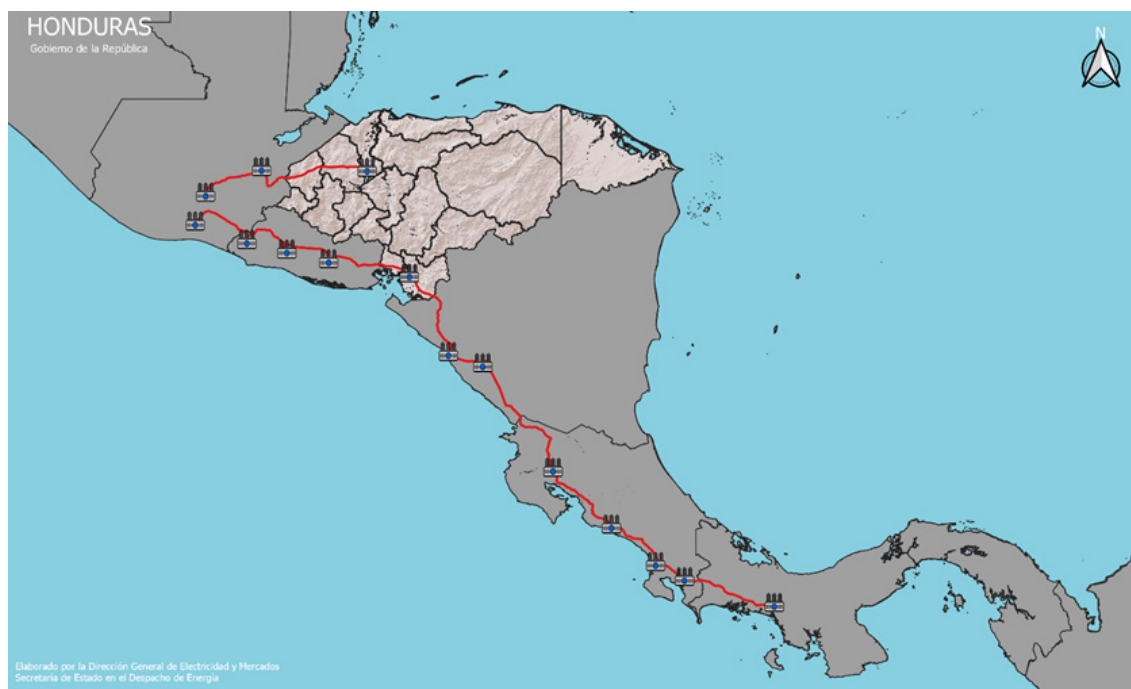 HONDURAS
Gobierno de la República
N
Elaborado por la Dirección General de Electricidad y Mercados
Secretaría de Estado en el Despacho de Energía